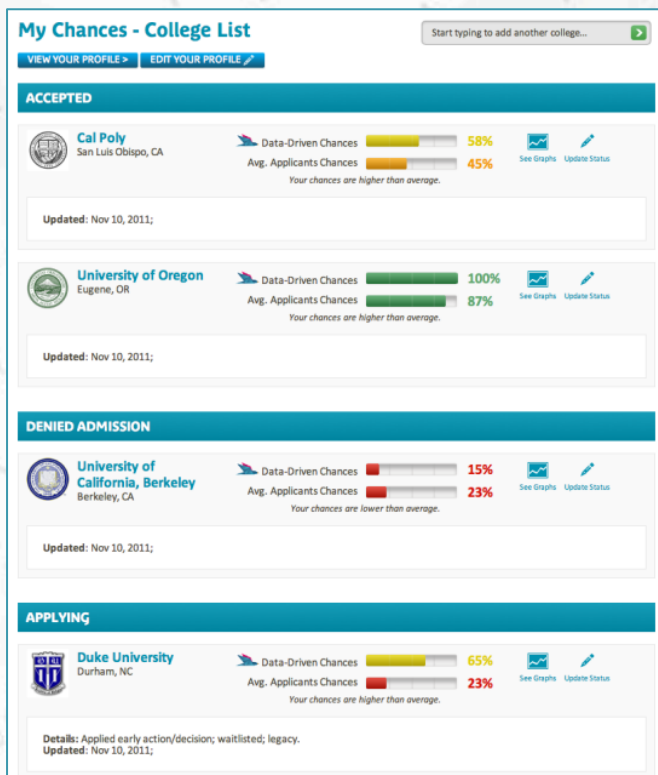 My Chances - College List
Start typing to add another college...
VIEW YOUR PROFILE >
EDIT YOUR PROFILE
ACCEPTED
Cal Poly
San Luis Obispo, CA
Data-Driven Chances 58%
Avg. Applicants Chances 45%
Your chances are higher than average.
See Graphs Update Status
Updated: Nov 10, 2011;
University of Oregon
Eugene, OR
Data-Driven Chances 100%
Avg. Applicants Chances 87%
Your chances are higher than average.
See Graphs Update Status
Updated: Nov 10, 2011;
DENIED ADMISSION
University of
California, Berkeley
Berkeley, CA
Data-Driven Chances 15%
Avg. Applicants Chances 23%
Your chances are lower than average.
See Graphs Update Status
Updated: Nov 10, 2011;
APPLYING
Duke University
Durham, NC
Data-Driven Chances 65%
Avg. Applicants Chances 23%
Your chances are higher than average.
See Graphs Update Status
Details: Applied early action/decision; waitlisted; legacy.
Updated: Nov 10, 2011;